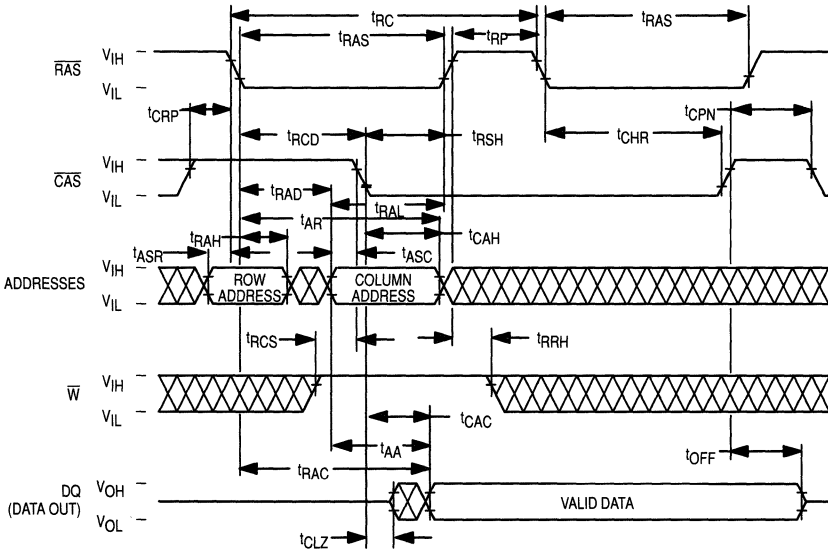 tRC
tRAS
tRP
tRAS
RAS
VIH
VIL
tCRP
tRCD
tRSH
tCHR
tCPN
CAS
VIH
VIL
tRAD
tRAL
tAR
tRAH
tCAH
tASR
tASC
ADDRESSES
VIH
VIL
ROW
ADDRESS
COLUMN
ADDRESS
tRCS
tRRH
W
VIH
VIL
tCAC
tAA
tRAC
tOFF
DQ
(DATA OUT)
VOH
VOL
VALID DATA
tCLZ